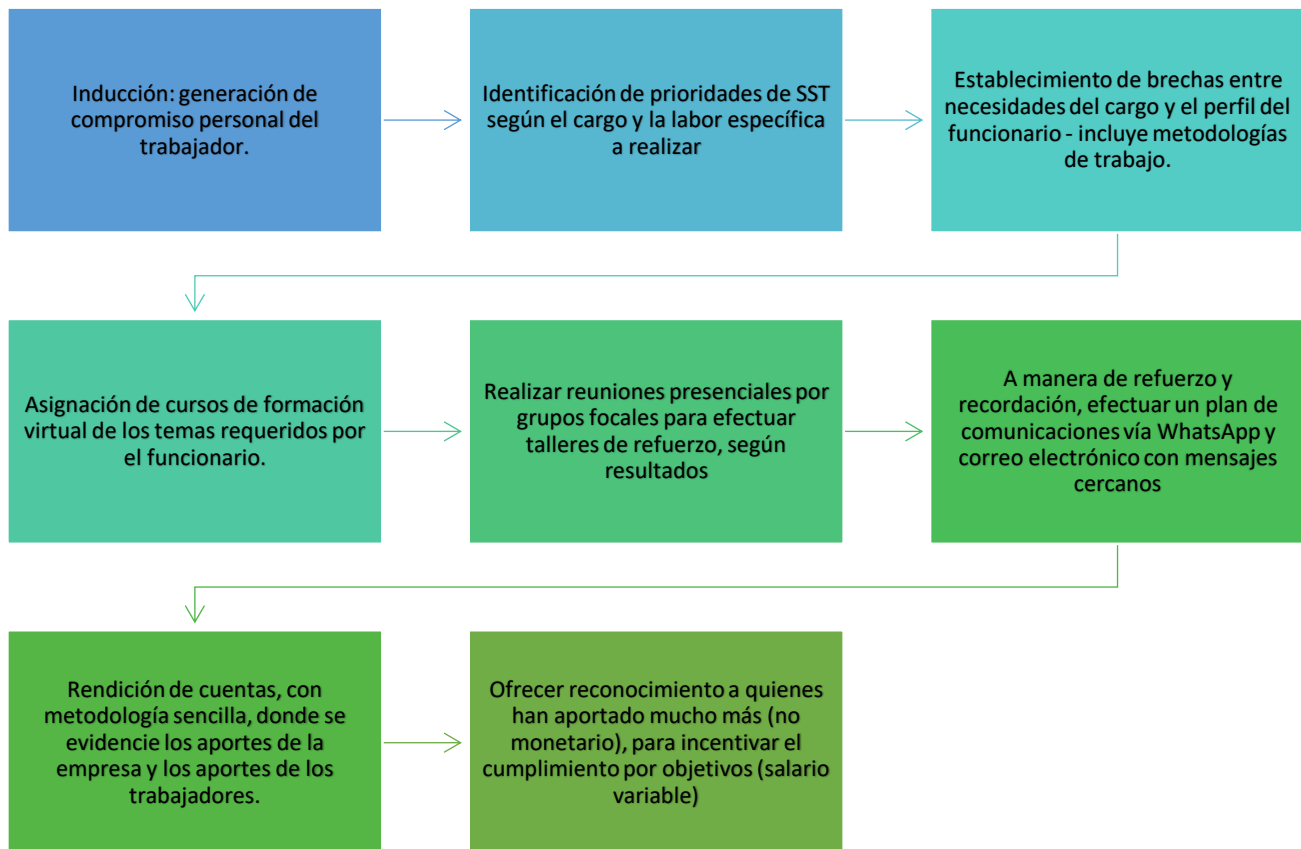 Inducción: generación de
compromiso personal del
trabajador.
Identificación de prioridades de SST
según el cargo y la labor específica
a realizar
Establecimiento de brechas entre
necesidades del cargo y el perfil del
funcionario - incluye metodologías
de trabajo.
Asignación de cursos de formación
virtual de los temas requeridos por
el funcionario.
Realizar reuniones presenciales por
grupos focales para efectuar
talleres de refuerzo, según
resultados
A manera de refuerzo y
recordación, efectuar un plan de
comunicaciones vía WhatsApp y
correo electrónico con mensajes
cercanos
Rendición de cuentas, con
metodología sencilla, donde se
evidencie los aportes de la
empresa y los aportes de los
trabajadores.
Ofrecer reconocimiento a quienes
han aportado mucho más (no
monetario), para incentivar el
cumplimiento por objetivos (salario
variable)